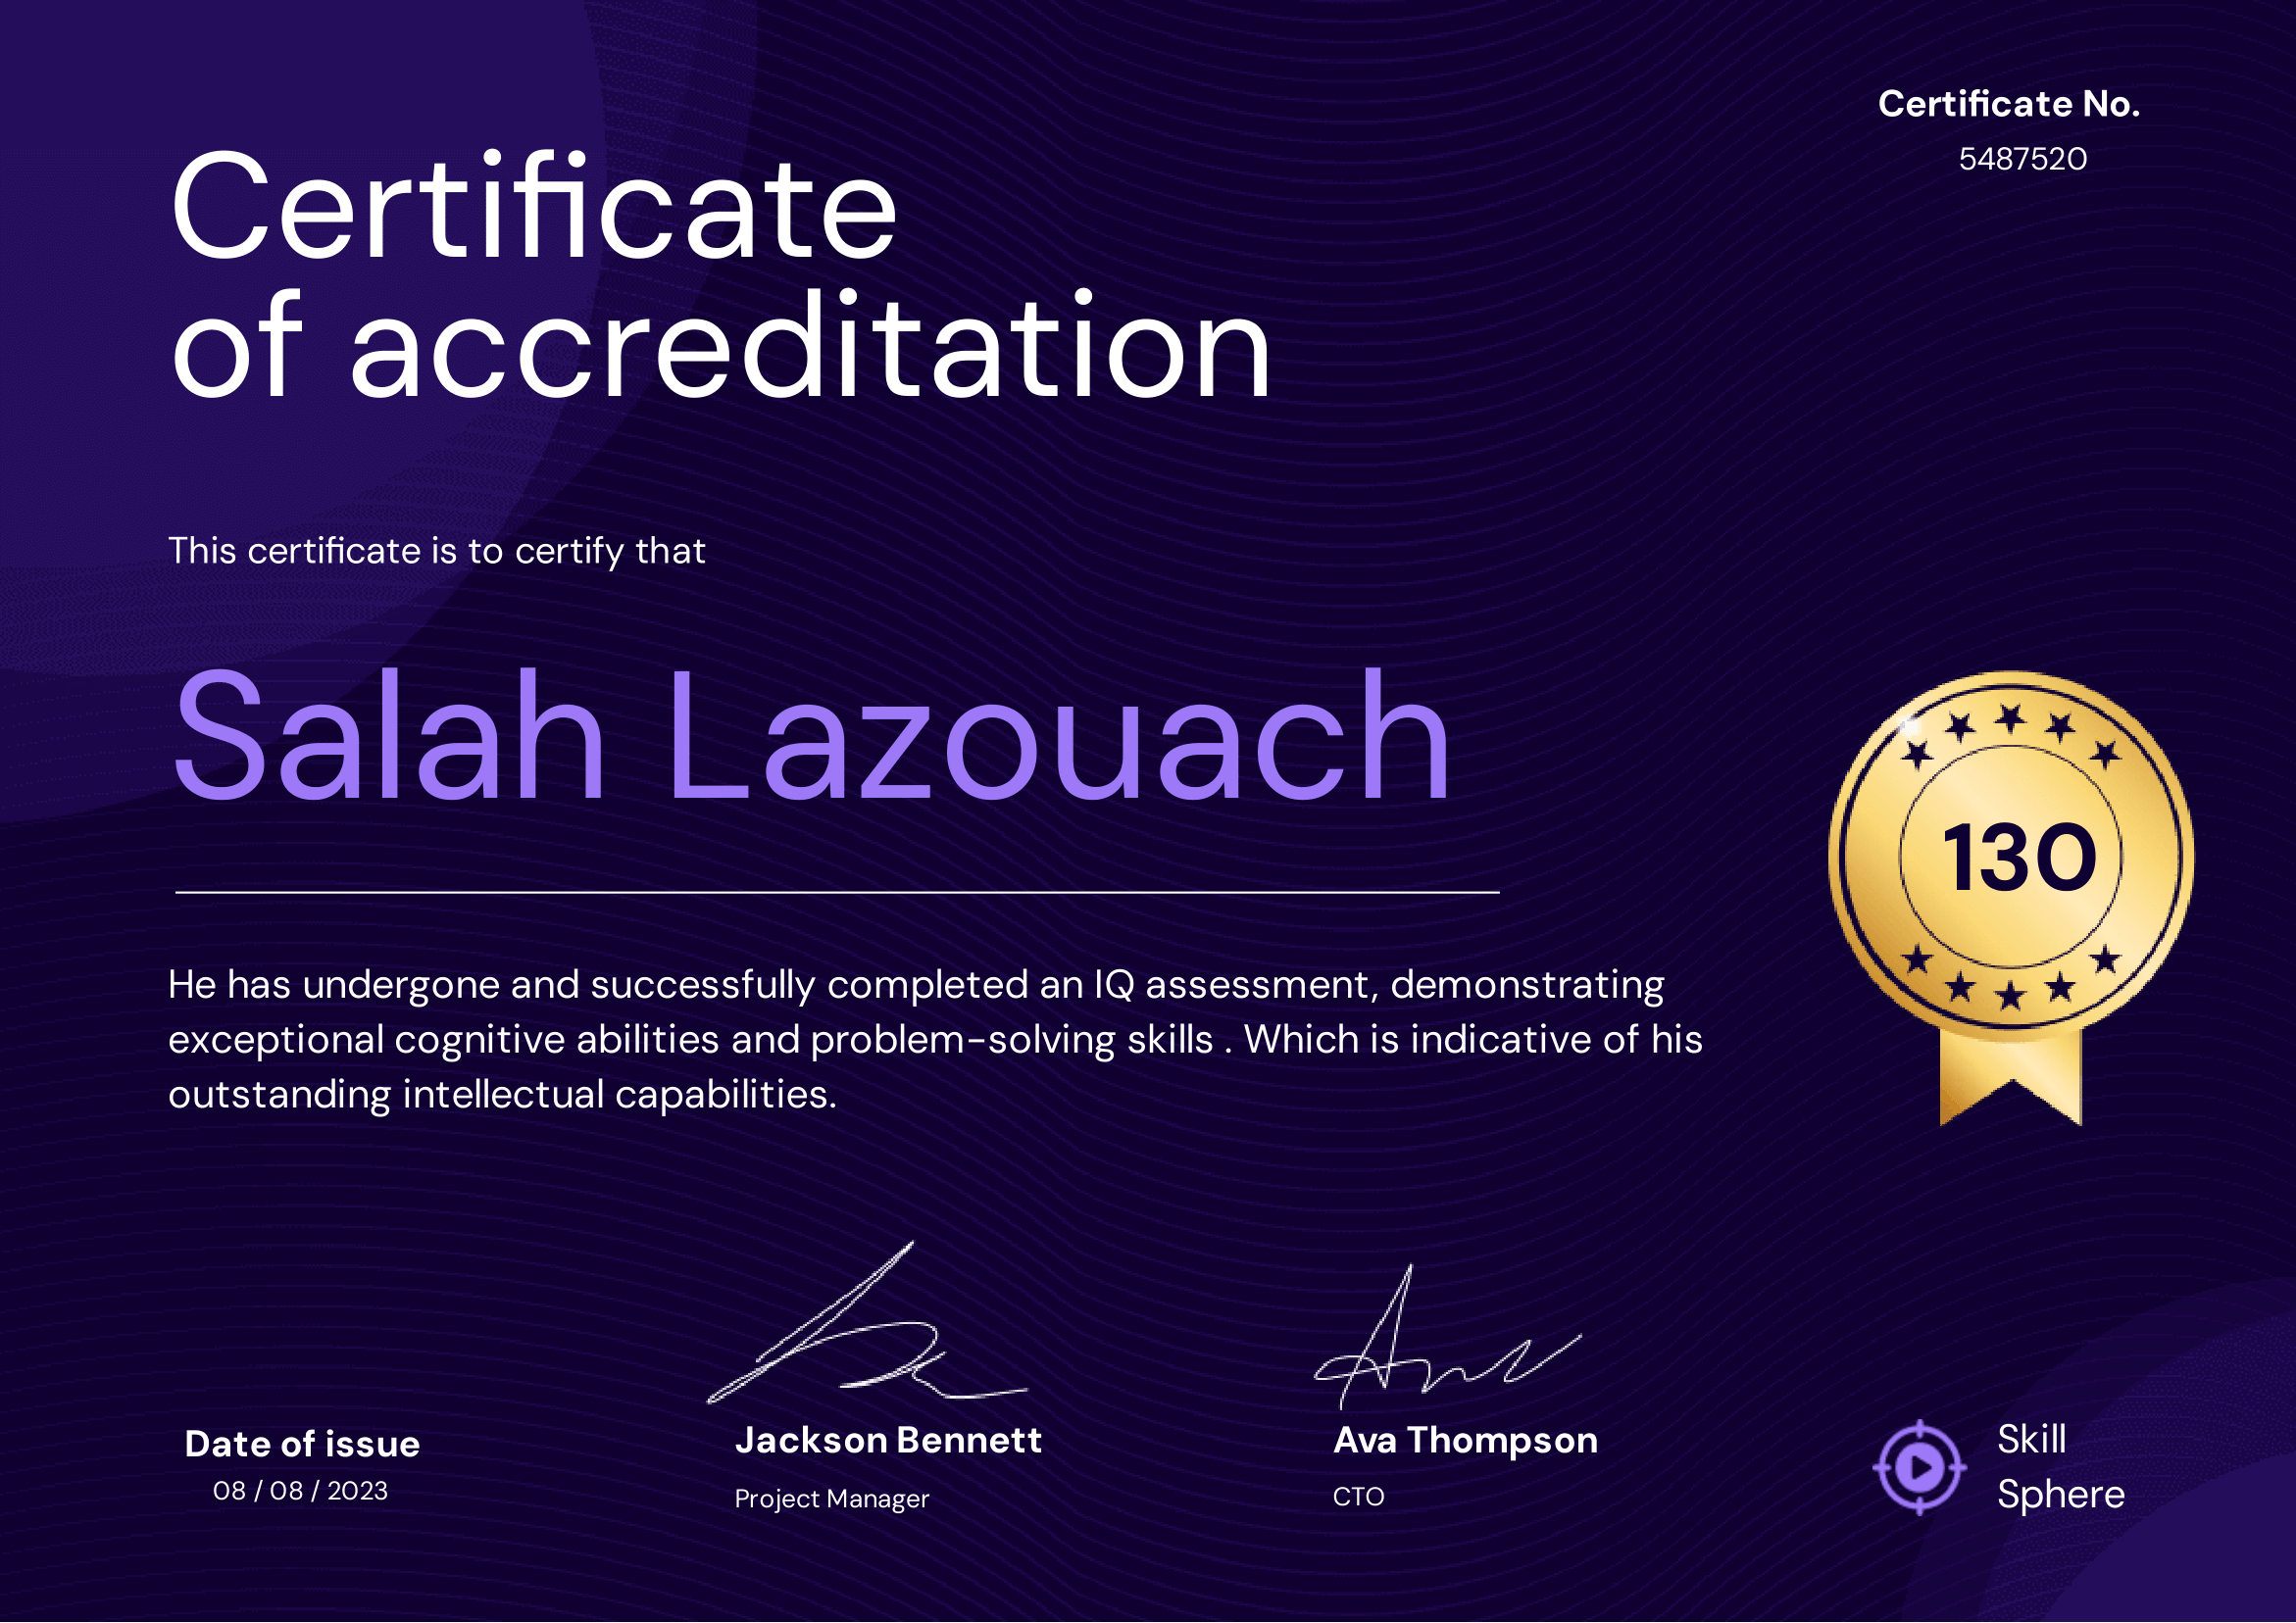 Certificate No.
5487520
Certificate
of accreditation
This certificate is to certify that
Salah Lazouach
130
He has undergone and successfully completed an IQ assessment, demonstrating
exceptional cognitive abilities and problem-solving skills . Which is indicative of his
outstanding intellectual capabilities.
Date of issue
08 / 08 / 2023
Jackson Bennett
Project Manager
Ava Thompson
CTO
Skill
Sphere